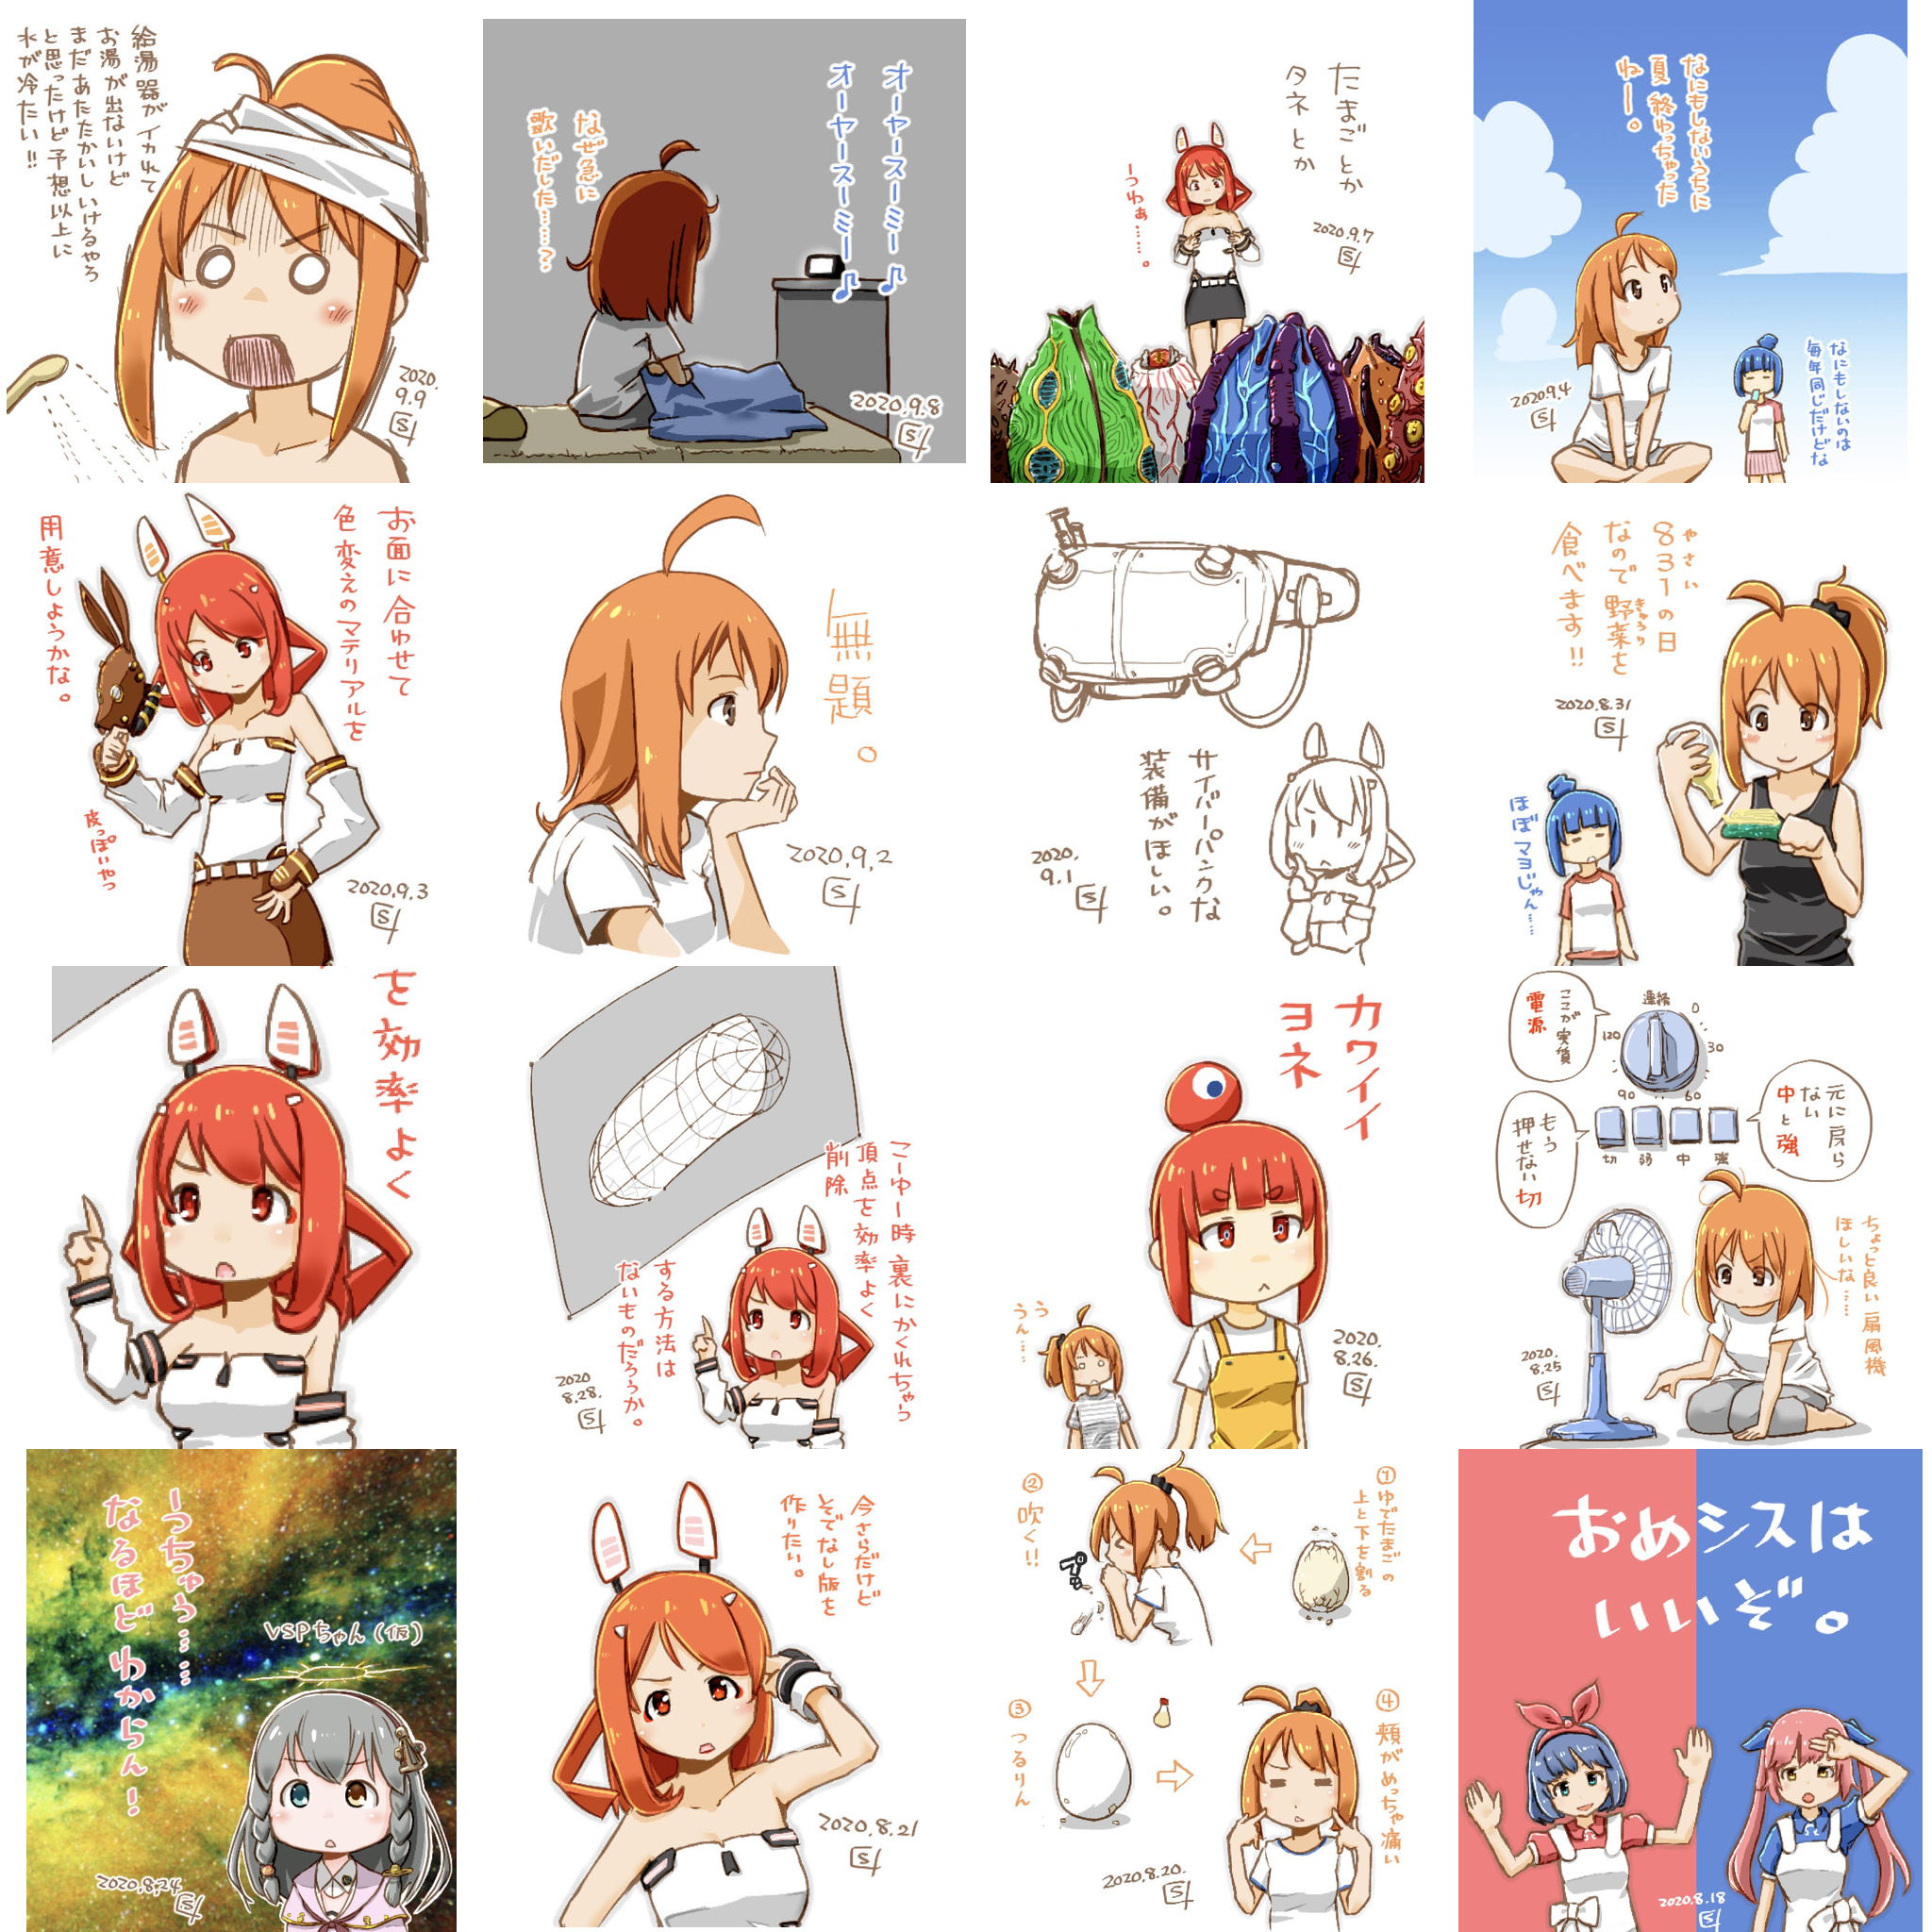 給湯器がイカれて
お湯が出ないけど
まだあたたかいしいけるやろ
と思ったけど予想以上に
水が冷たい!!
2020.
9.9
オーヤースーミー♪
オーヤースーミー♪
なぜ急に
歌いだした……?
2020.9.8
たまごとか
タネとか
2020.9.7
ーつわぁ……。
なにもしないうちに
夏終わっちゃった
ねー。
なにもしないのは
毎年同じだけどな
2020.9.4
お面に合わせて
色変えのマテリアルを
用意しようかな。
皮っぽいやつ
2020.9.3
無題。
2020.9.2
サイバーパンクな
装備がほしい。
2020.
9.1
やさい
831の日
なので野菜を
きゅうり
食べます!!
2020.8.31
ほぼマヨじゃん……
を効率よく
こーゆー時裏にかくれちゃう
頂点を効率よく
削除
する方法は
ないものだろうか。
2020
8.28.
カワイイ
ヨネ
うん……
う
2020.
8.26.
連続
0
30
60
90
120
ここが実質
電源
元に戻ら
ない
中と強
もう
押せない切
切
弱
中
強
ちょっと良い扇風機
ほしいな……
2020.
8.25
ーっちゅう……
なるほどわからん!
VSPちゃん(仮)
2020.8.24
今さらだけど
そでなし版を
作りたい。
2020.8.21
①ゆでたまごの
上と下を割る
②吹く!!
③つるりん
④頬がめっちゃ痛い
2020.8.20.
おめシスは
いいぞ。
2020.8.18